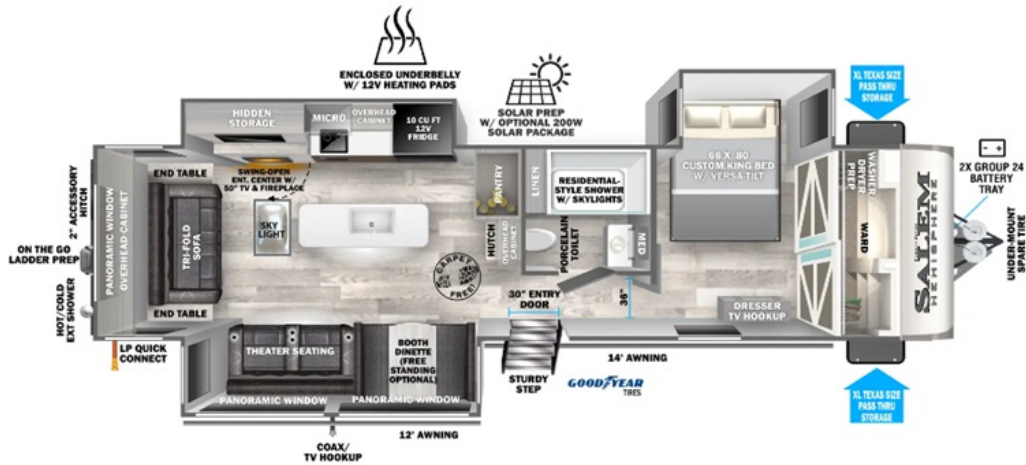 ENCLOSED UNDERBELLY
W/ 12V HEATING PADS
SOLAR PREP
W/ OPTIONAL 200W
SOLAR PACKAGE
XL TEXAS SIZE
PASS THRU
STORAGE
2X GROUP 24
BATTERY
TRAY
UNDER-MOUNT
SPARE TIRE
HIDDEN
STORAGE
MICRO
OVERHEAD
CABINET
10 CU FT
12V
FRIDGE
SWING-OPEN
ENT. CENTER W/
50" TV & FIREPLACE
2" ACCESSORY
HITCH
ON THE GO
LADDER PREP
HOT/COLD
EXT SHOWER
LP QUICK
CONNECT
PANORAMIC WINDOW
OVERHEAD CABINET
END TABLE
TRI-FOLD
SOFA
END TABLE
SKY
LIGHT
PANTRY
HUTCH
OVERHEAD
CABINET
CARPET
FREE!
LINEN
RESIDENTIAL-
STYLE SHOWER
W/ SKYLIGHTS
PORCELAIN
TOILET
MED
66 X 80
CUSTOM KING BED
W/ VERSA-TILT
WASHER
DRYER
PREP
WARD
SALEM
HEMISPHERE
30" ENTRY
DOOR
36"
DRESSER
TV HOOKUP
THEATER SEATING
BOOTH
DINETTE
(FREE
STANDING
OPTIONAL)
PANORAMIC WINDOW
PANORAMIC WINDOW
STURDY
STEP
14' AWNING
GOODYEAR
TIRES
12' AWNING
COAX/
TV HOOKUP
XL TEXAS SIZE
PASS THRU
STORAGE